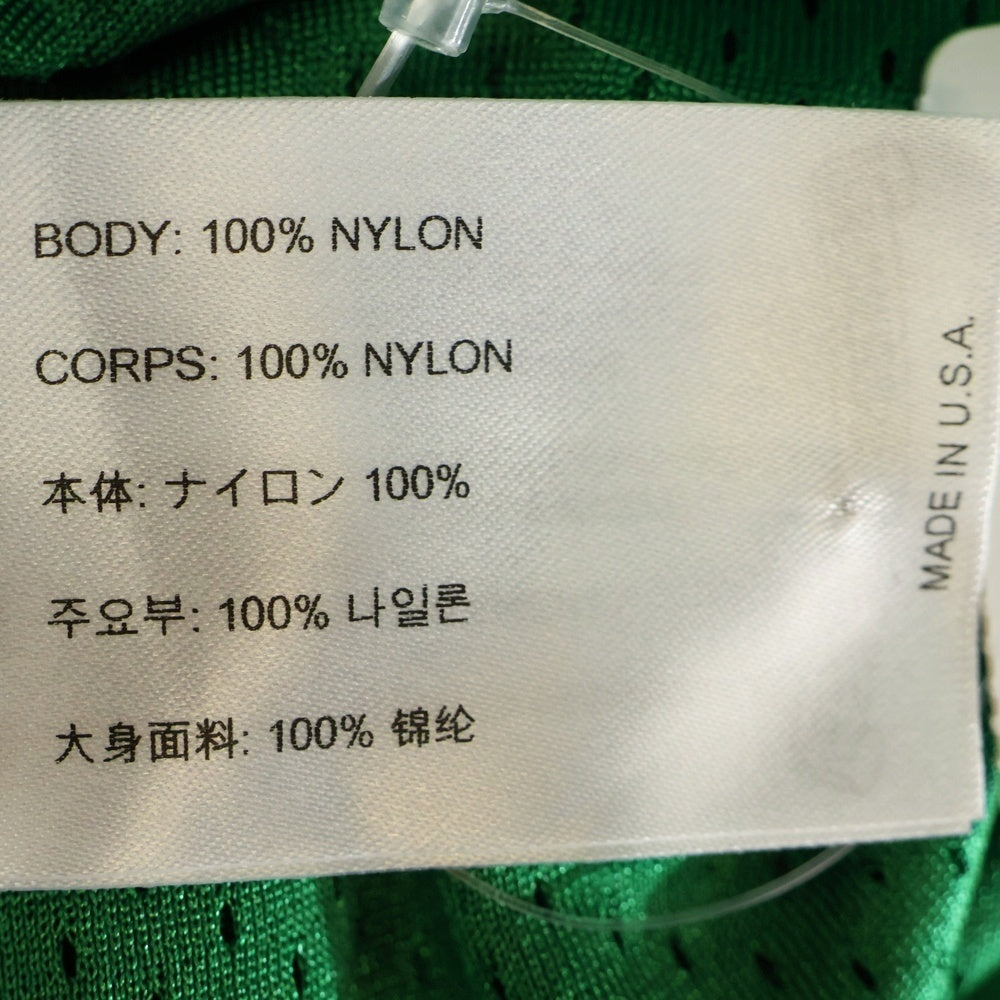 BODY: 100% NYLON
CORPS: 100% NYLON
本体: ナイロン 100%
주요부: 100% 나일론
大身面料: 100% 锦纶
MADE IN U.S.A.